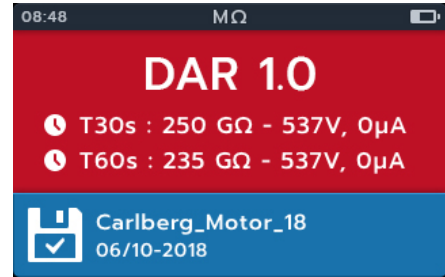 08:48 MΩ
DAR 1.0
T30s : 250 GΩ - 537V, 0µA
T60s : 235 GΩ - 537V, 0µA
Carlberg_Motor_18
06/10-2018